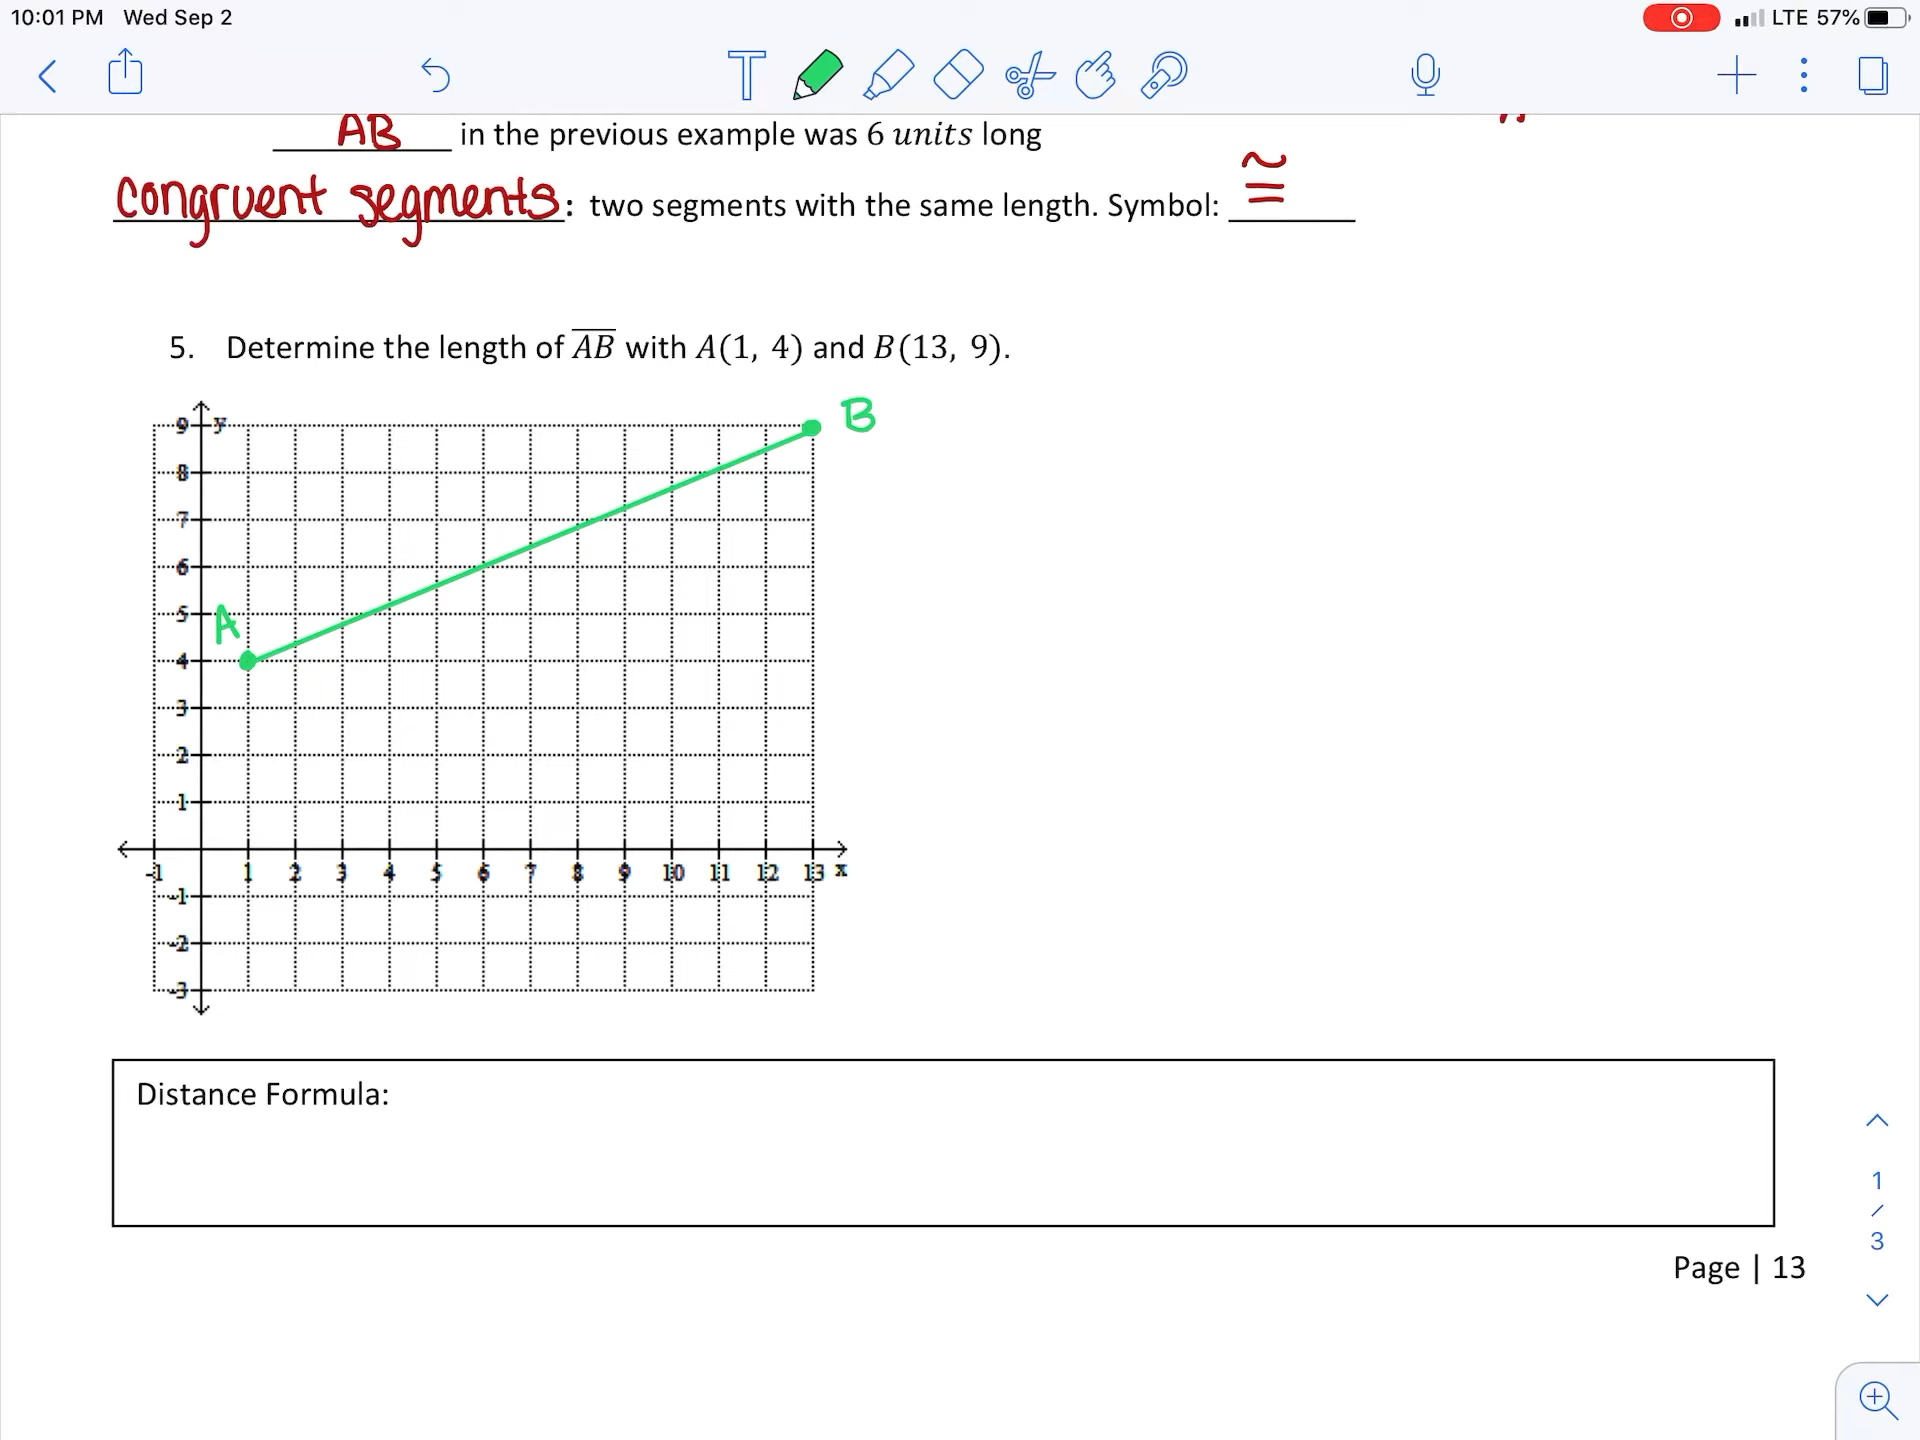 10:01 PM Wed Sep 2
LTE 57%
AB in the previous example was 6 units long
congruent segments: two segments with the same length. Symbol: ≅
5. Determine the length of A̅B̅ with A(1, 4) and B(13, 9).
B
9 y
8
7
6
5 A
4
3
2
1
-1 1 2 3 4 5 6 7 8 9 10 11 12 13 x
-1
-2
-3
Distance Formula:
1
/
3
Page | 13